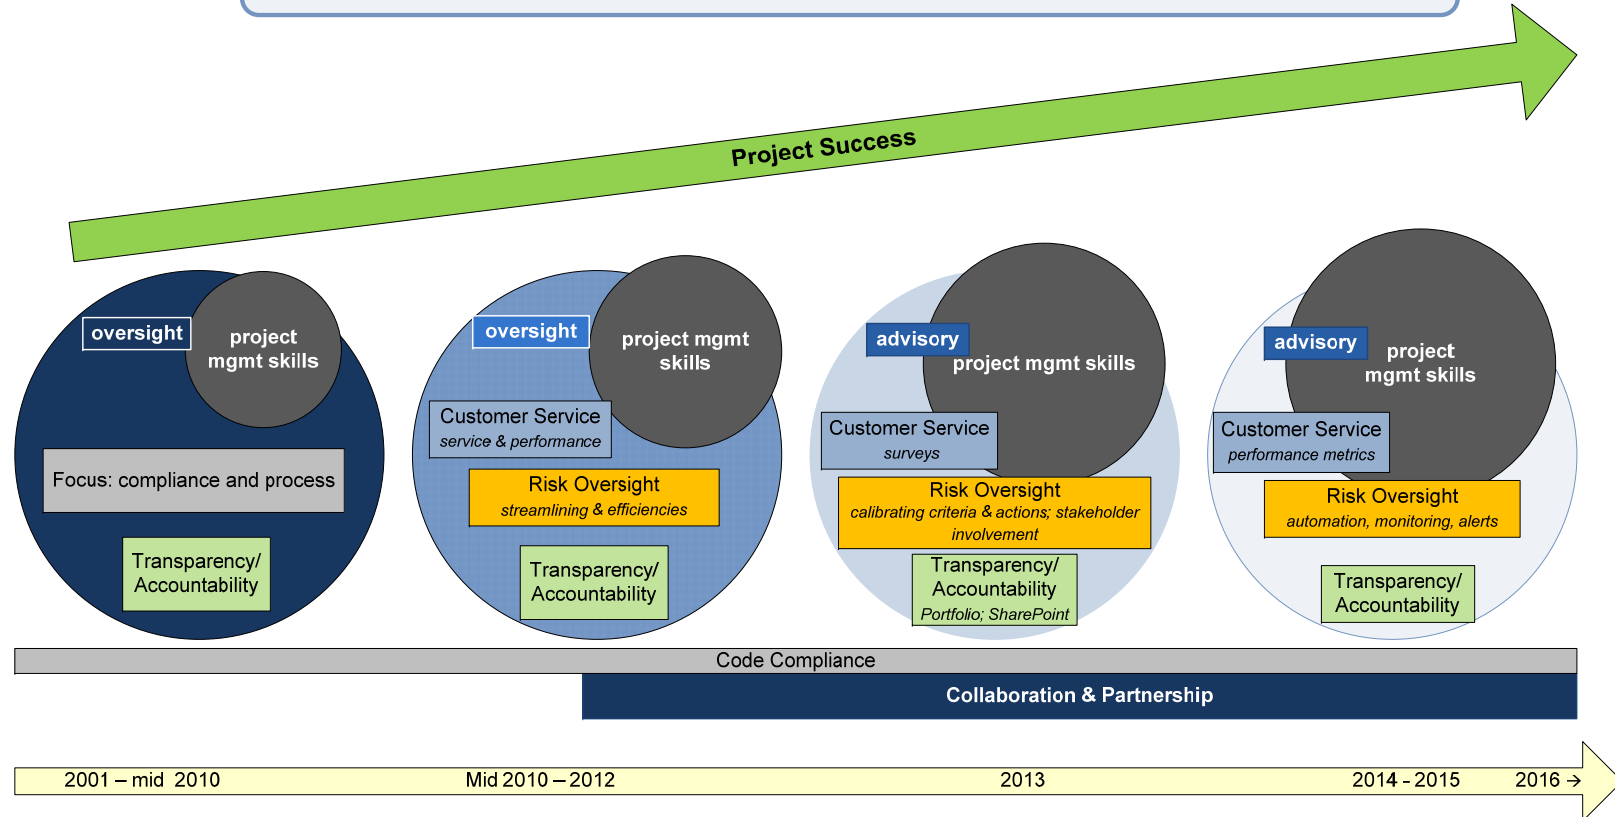 Project Success
oversight
project
mgmt skills
Focus: compliance and process
Transparency/
Accountability
oversight
project mgmt
skills
Customer Service
service & performance
Risk Oversight
streamlining & efficiencies
Transparency/
Accountability
advisory
project mgmt skills
Customer Service
surveys
Risk Oversight
calibrating criteria & actions; stakeholder
involvement
Transparency/
Accountability
Portfolio; SharePoint
advisory
project
mgmt skills
Customer Service
performance metrics
Risk Oversight
automation, monitoring, alerts
Transparency/
Accountability
Code Compliance
Collaboration & Partnership
2001 – mid 2010
Mid 2010 – 2012
2013
2014 - 2015
2016 →